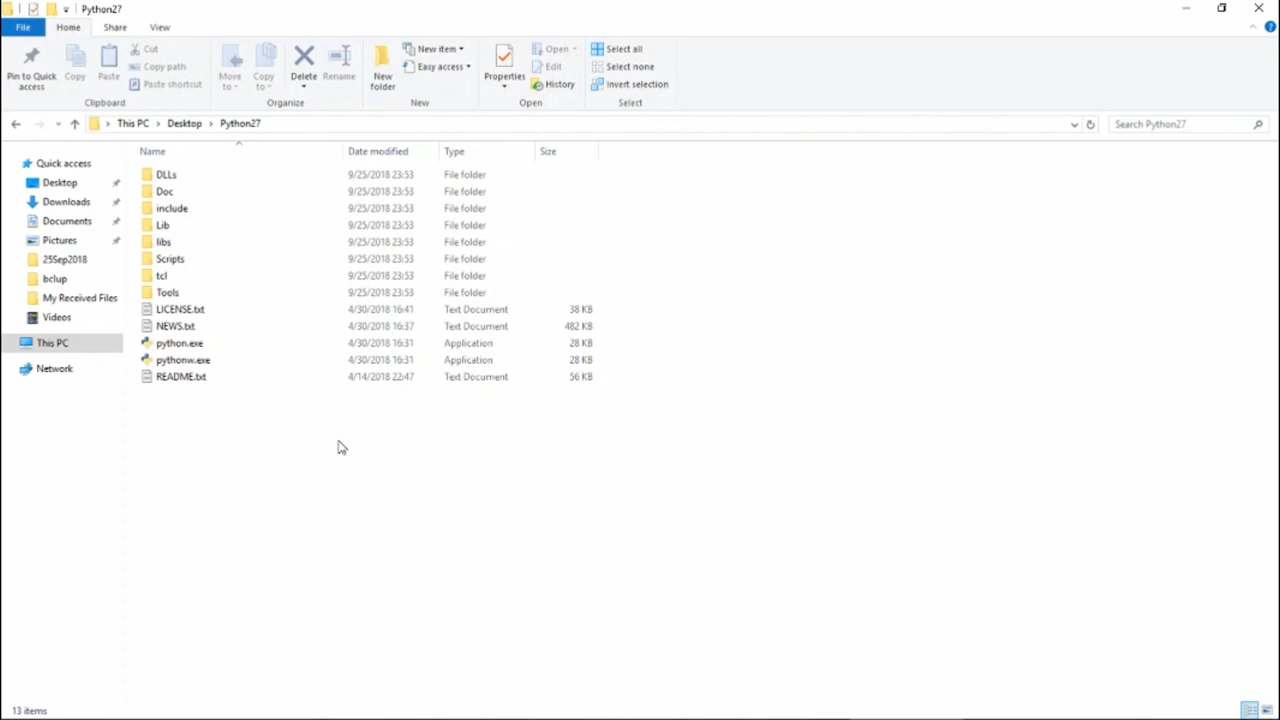 Python27
File Home Share View
Pin to Quick access
Copy
Paste
Cut
Copy path
Paste shortcut
Clipboard
Move to
Copy to
Delete
Rename
Organize
New folder
New item
Easy access
New
Properties
Open
Edit
History
Open
Select all
Select none
Invert selection
Select
This PC > Desktop > Python27
Search Python27
Name Date modified Type Size
Quick access
Desktop
Downloads
Documents
Pictures
25Sep2018
bclup
My Received Files
Videos
This PC
Network
DLLs 9/25/2018 23:53 File folder
Doc 9/25/2018 23:53 File folder
include 9/25/2018 23:53 File folder
Lib 9/25/2018 23:53 File folder
libs 9/25/2018 23:53 File folder
Scripts 9/25/2018 23:53 File folder
tcl 9/25/2018 23:53 File folder
Tools 9/25/2018 23:53 File folder
LICENSE.txt 4/30/2018 16:41 Text Document 38 KB
NEWS.txt 4/30/2018 16:37 Text Document 482 KB
python.exe 4/30/2018 16:31 Application 28 KB
pythonw.exe 4/30/2018 16:31 Application 28 KB
README.txt 4/14/2018 22:47 Text Document 56 KB
13 items